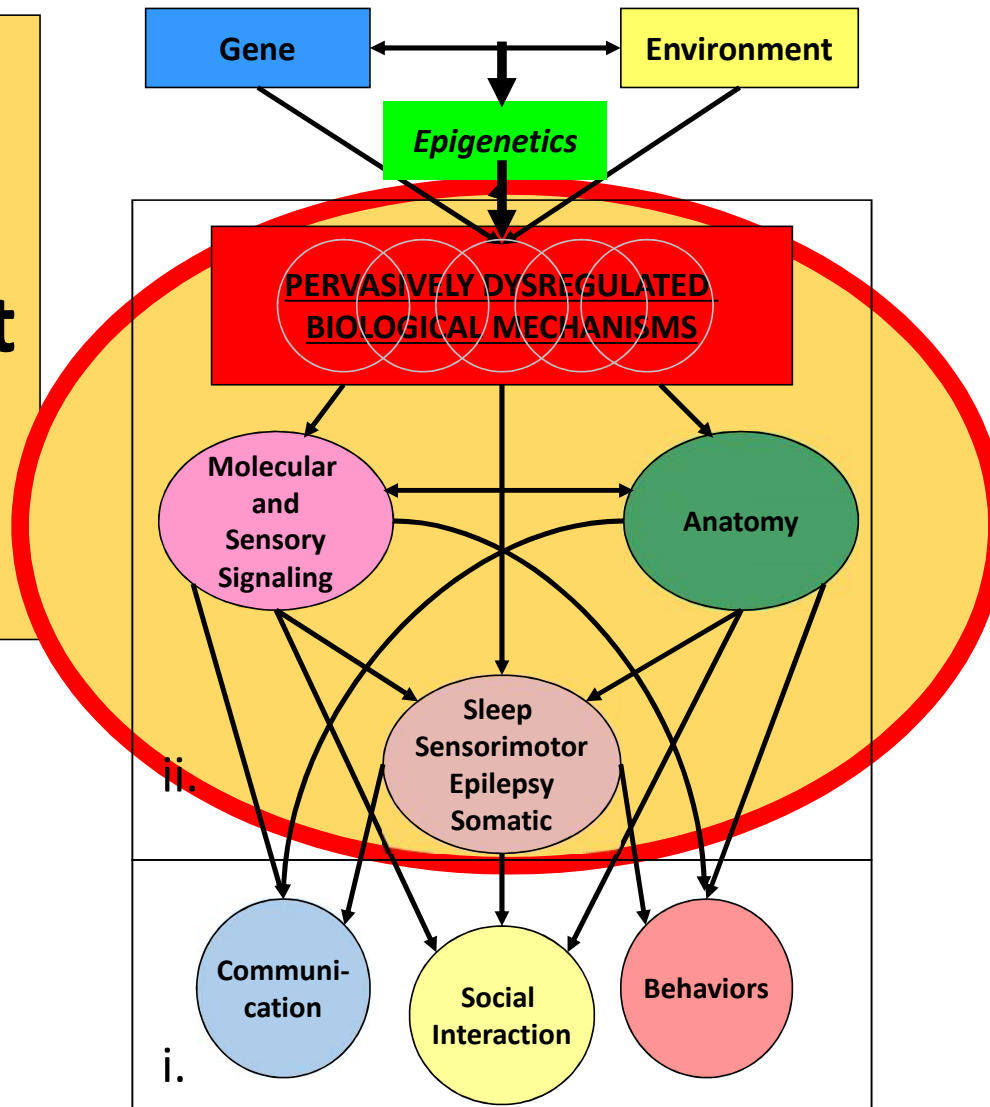 Gene
Environment
Epigenetics
PERVASIVELY DYSREGULATED
BIOLOGICAL MECHANISMS
Molecular
and
Sensory
Signaling
Anatomy
Sleep
Sensorimotor
Epilepsy
Somatic
ii.
Communi-
cation
Social
Interaction
Behaviors
i.
t